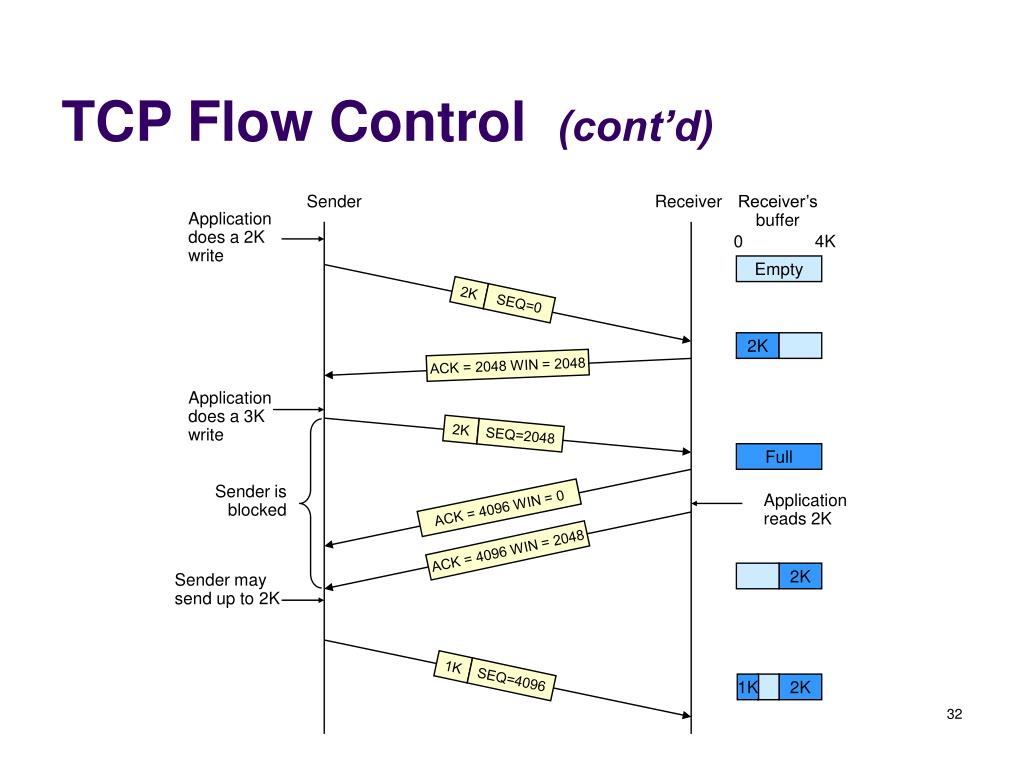 TCP Flow Control (cont’d)
Sender
Receiver
Receiver’s
buffer
0 4K
Application
does a 2K
write
Empty
2K SEQ=0
2K
ACK = 2048 WIN = 2048
Application
does a 3K
write
2K SEQ=2048
Full
Sender is
blocked
ACK = 4096 WIN = 0
Application
reads 2K
ACK = 4096 WIN = 2048
2K
Sender may
send up to 2K
1K SEQ=4096
1K 2K
32